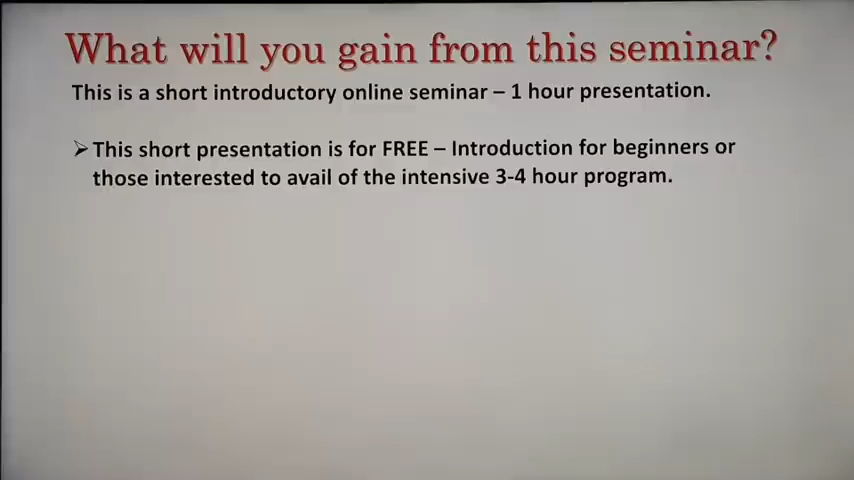 What will you gain from this seminar?
This is a short introductory online seminar – 1 hour presentation.
➢This short presentation is for FREE – Introduction for beginners or
those interested to avail of the intensive 3-4 hour program.